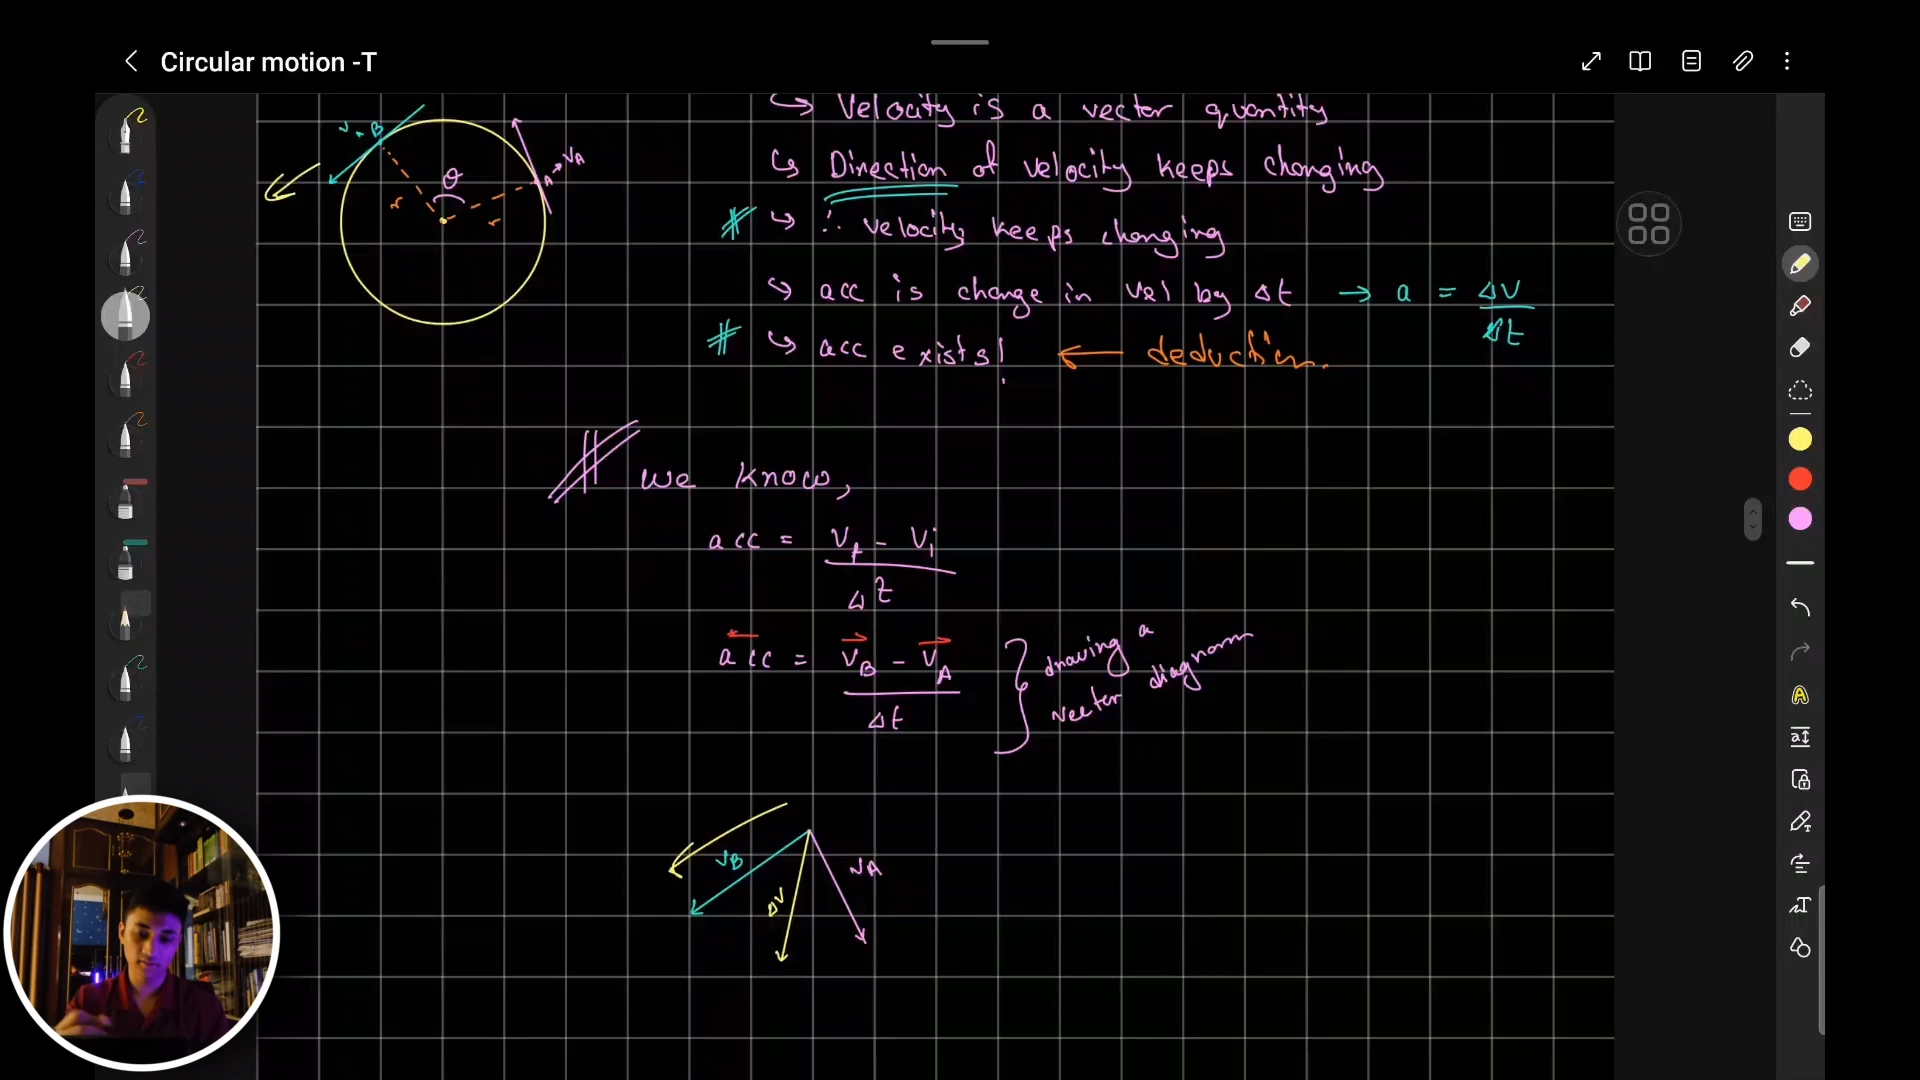 Circular motion -T
↳ Velocity is a vector quantity
↳ Direction of velocity keeps changing
# ↳ ∴ velocity keeps changing
↳ acc is change in vel by Δt → a = ΔV / Δt
# ↳ acc exists! ← deduction.
B
θ
A
VA
r
r
# we know,
acc = Vf - Vi
Δt
acc = VB - VA
Δt
} drawing a
vector diagram
VB
ΔV
VA